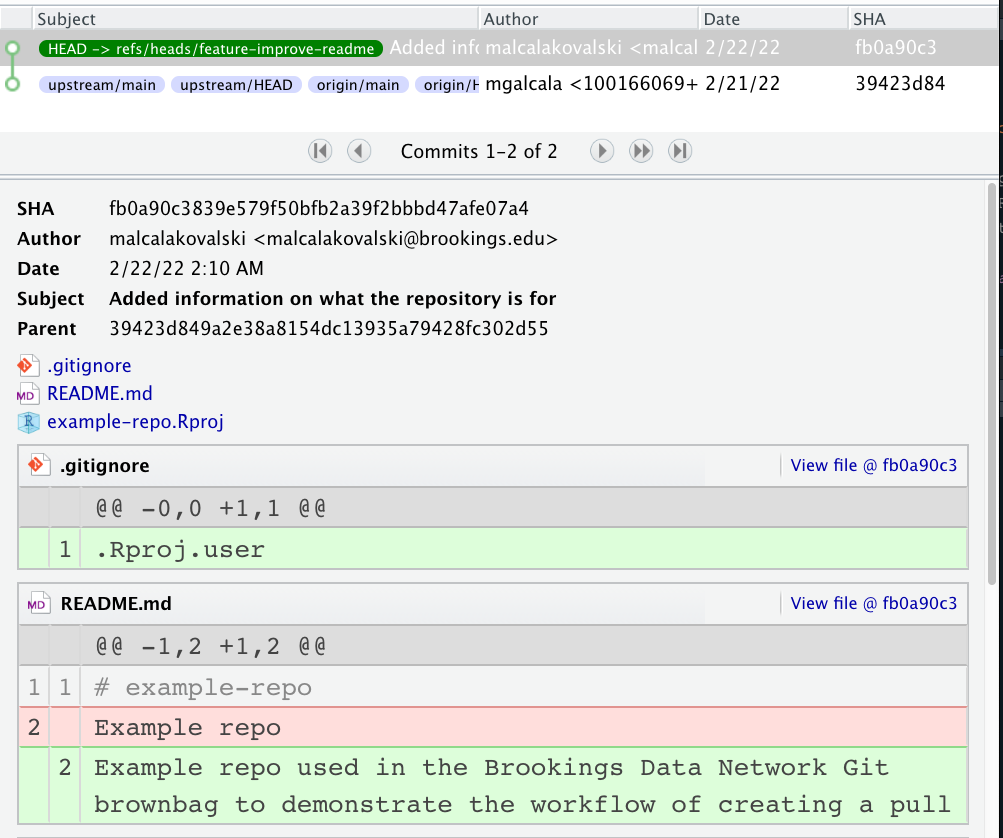 Subject Author Date SHA
HEAD -> refs/heads/feature-improve-readme Added info malcalakovalski <malcal 2/22/22 fb0a90c3
upstream/main upstream/HEAD origin/main origin/H mgalcala <100166069+ 2/21/22 39423d84
Commits 1-2 of 2
SHA fb0a90c3839e579f50bfb2a39f2bbbd47afe07a4
Author malcalakovalski <malcalakovalski@brookings.edu>
Date 2/22/22 2:10 AM
Subject Added information on what the repository is for
Parent 39423d849a2e38a8154dc13935a79428fc302d55
.gitignore
MD README.md
R example-repo.Rproj
.gitignore View file @ fb0a90c3
@@ -0,0 +1,1 @@
1 .Rproj.user
MD README.md View file @ fb0a90c3
@@ -1,2 +1,2 @@
1 1 # example-repo
2 Example repo
2 Example repo used in the Brookings Data Network Git
brownbag to demonstrate the workflow of creating a pull